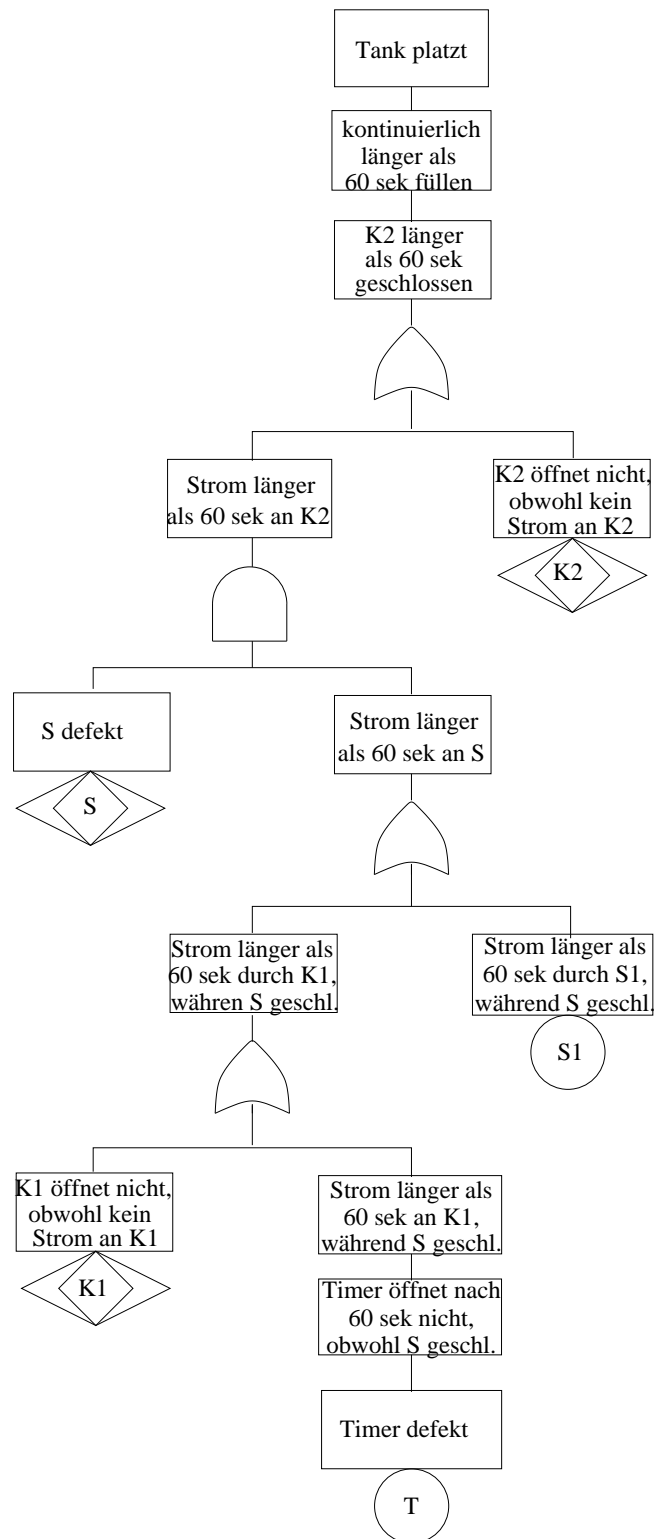 Tank platzt
kontinuierlich
länger als
60 sek füllen
K2 länger
als 60 sek
geschlossen
Strom länger
als 60 sek an K2
K2 öffnet nicht,
obwohl kein
Strom an K2
K2
S defekt
S
Strom länger
als 60 sek an S
Strom länger als
60 sek durch K1,
währen S geschl.
Strom länger als
60 sek durch S1,
während S geschl.
S1
K1 öffnet nicht,
obwohl kein
Strom an K1
K1
Strom länger als
60 sek an K1,
während S geschl.
Timer öffnet nach
60 sek nicht,
obwohl S geschl.
Timer defekt
T